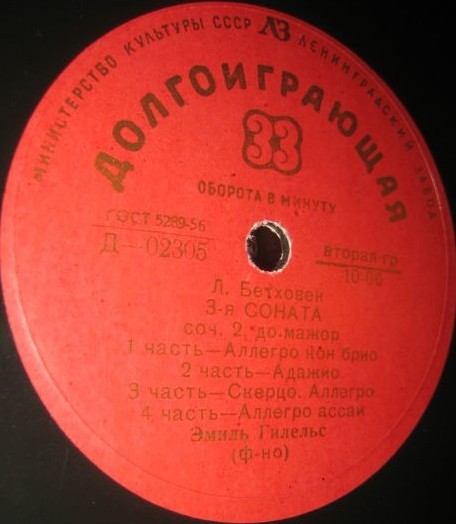 МИНИСТЕРСТВО КУЛЬТУРЫ СССР ЛЗ ЛЕНИНГРАДСКИЙ ЗАВОД
ДОЛГОИГРАЮЩАЯ
33
ОБОРОТА В МИНУТУ
ГОСТ 5289-56
Д—02305
вторая-гр
10-00
Л. Бетховен
3-я СОНАТА
соч. 2, до-мажор
1 часть—Аллегро кон брио
2 часть—Адажио
3 часть—Скерцо. Аллегро
4 часть—Аллегро ассаи
Эмиль Гилельс
(ф-но)